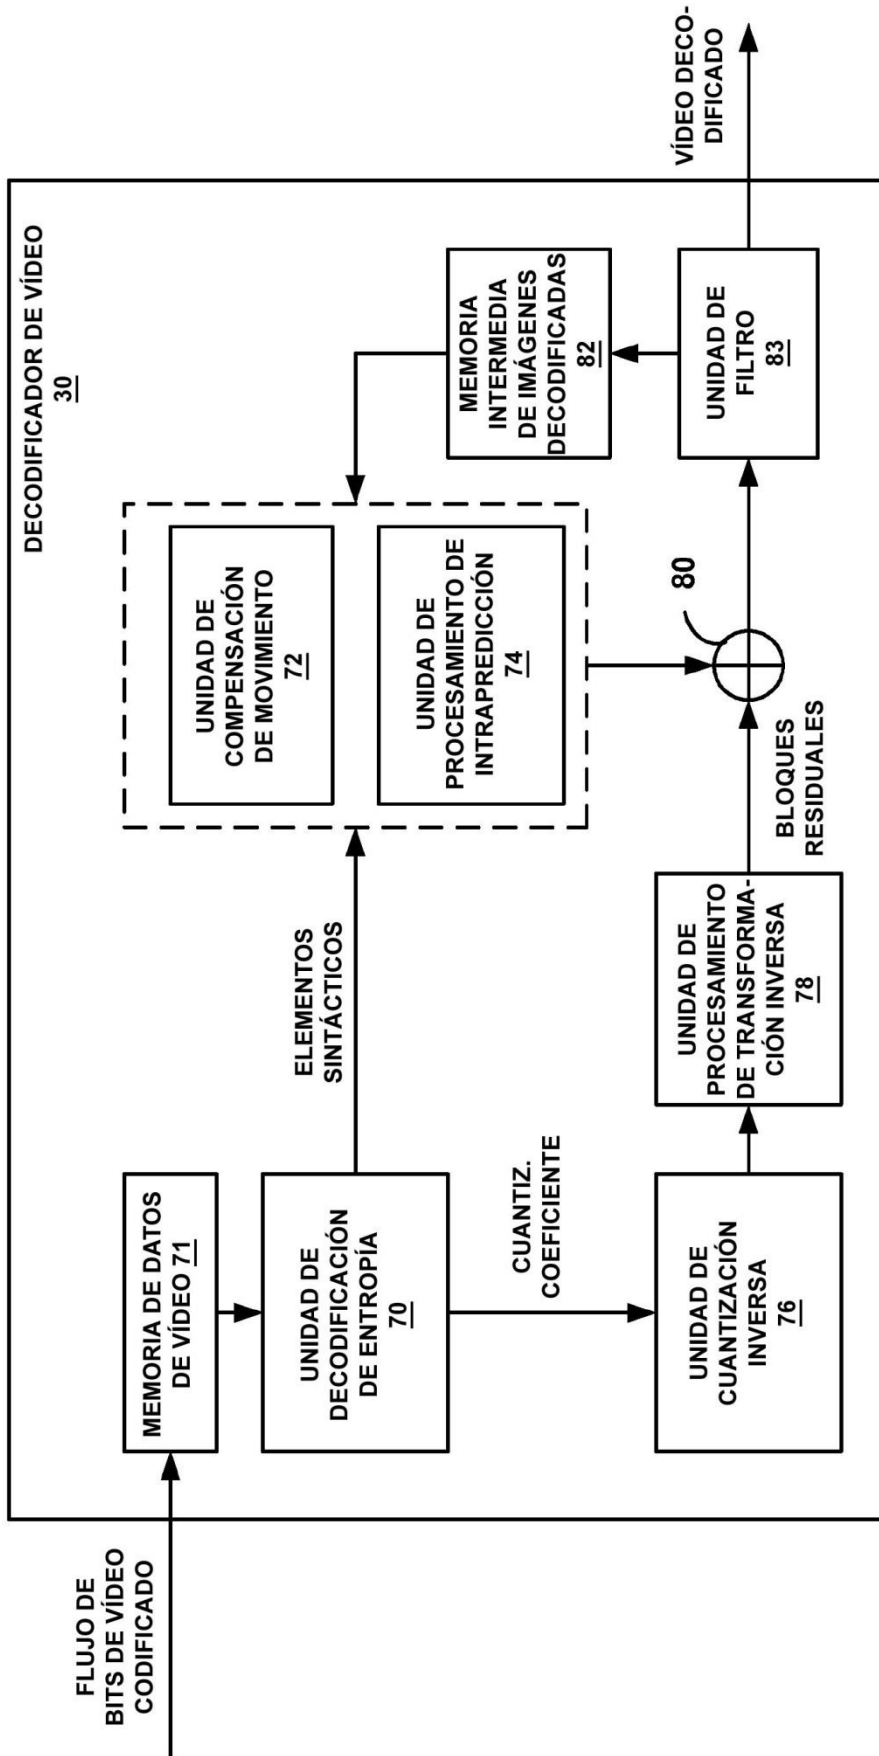 DECODIFICADOR DE VÍDEO
30
FLUJO DE
BITS DE VÍDEO
CODIFICADO
MEMORIA DE DATOS
DE VÍDEO 71
UNIDAD DE
DECODIFICACIÓN
DE ENTROPÍA
70
ELEMENTOS
SINTÁCTICOS
UNIDAD DE
COMPENSACIÓN
DE MOVIMIENTO
72
UNIDAD DE
PROCESAMIENTO DE
INTRAPREDICCIÓN
74
MEMORIA
INTERMEDIA
DE IMÁGENES
DECODIFICADAS
82
CUANTIZ.
COEFICIENTE
UNIDAD DE
CUANTIZACIÓN
INVERSA
76
UNIDAD DE
PROCESAMIENTO
DE TRANSFORMA-
CIÓN INVERSA
78
BLOQUES
RESIDUALES
80
UNIDAD DE
FILTRO
83
VÍDEO DECO-
DIFICADO